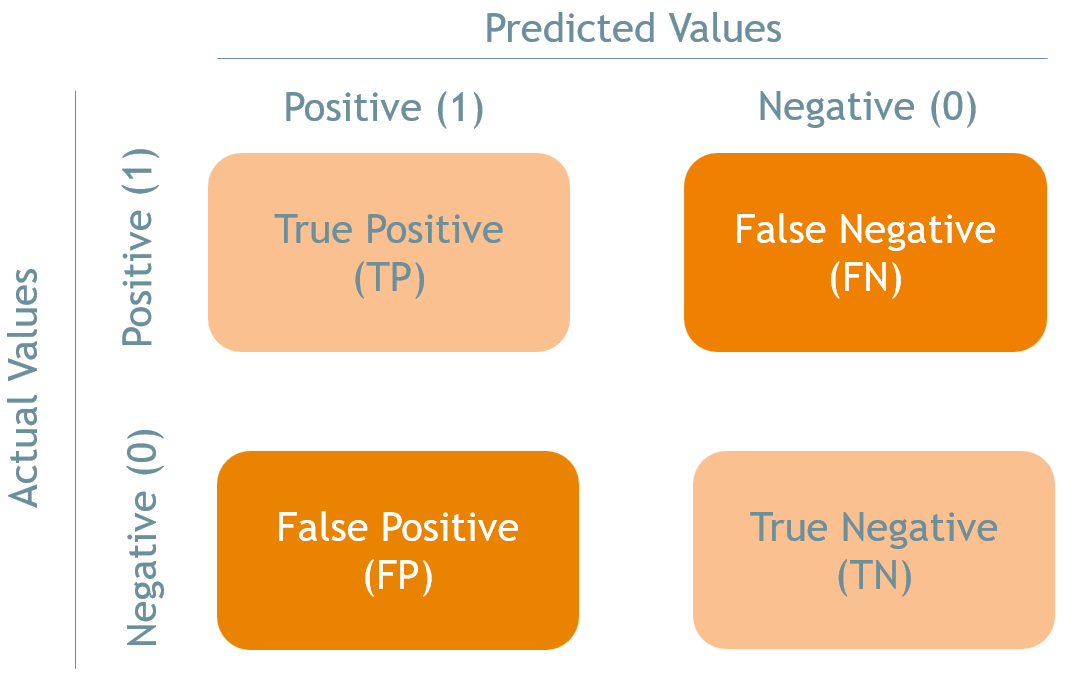 Predicted Values
Positive (1)
Negative (0)
Actual Values
Positive (1)
True Positive
(TP)
False Negative
(FN)
Negative (0)
False Positive
(FP)
True Negative
(TN)